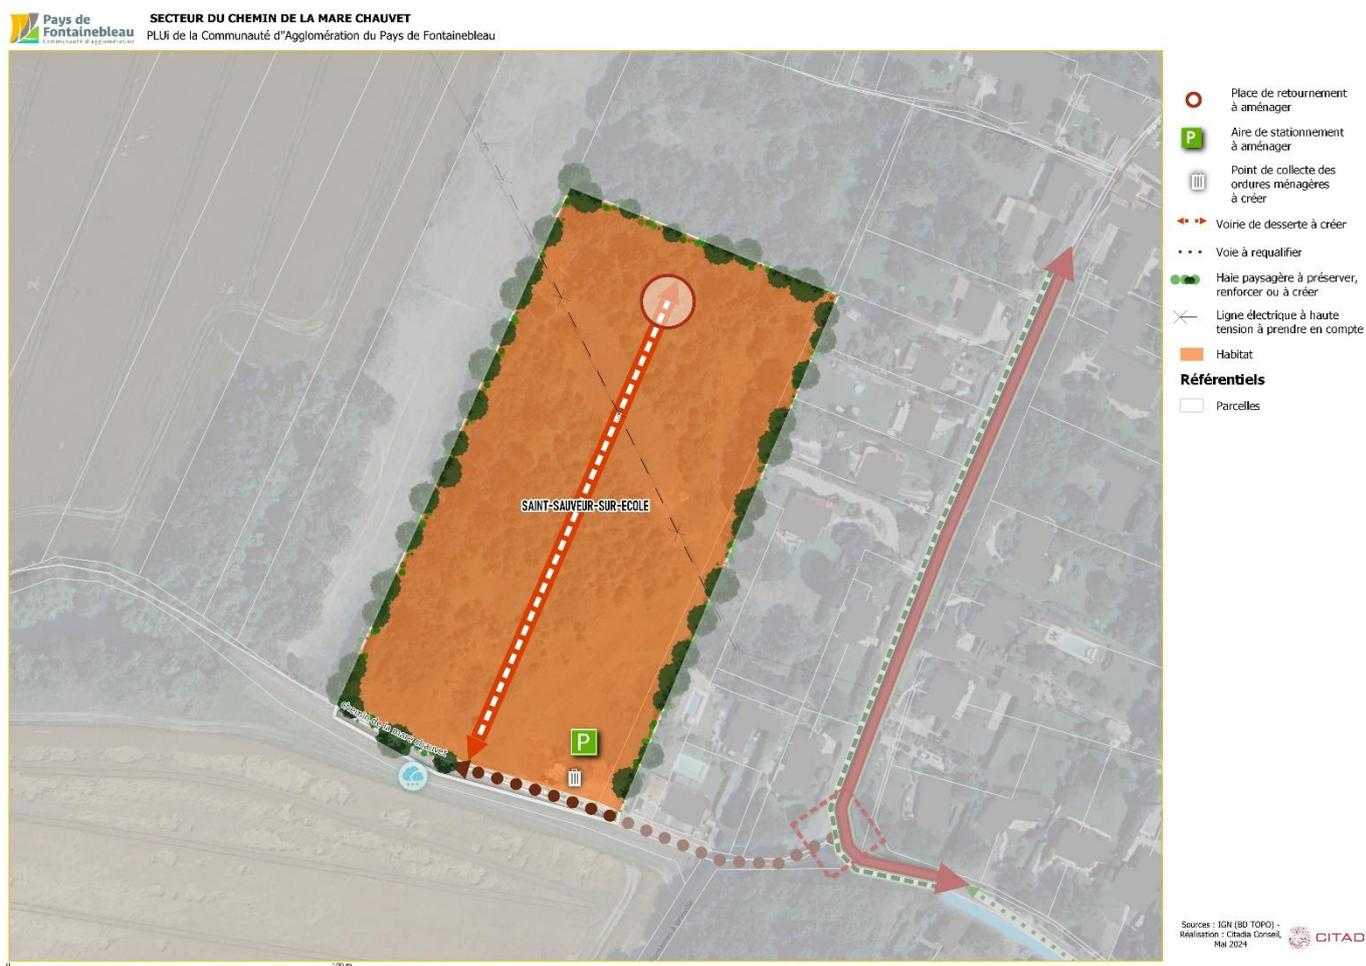 Pays de
Fontainebleau
Communauté d'agglomération
SECTEUR DU CHEMIN DE LA MARE CHAUVET
PLUi de la Communauté d"Agglomération du Pays de Fontainebleau
Place de retournement
à aménager
P
Aire de stationnement
à aménager
Point de collecte des
ordures ménagères
à créer
Voirie de desserte à créer
Voie à requalifier
Haie paysagère à préserver,
renforcer ou à créer
Ligne électrique à haute
tension à prendre en compte
Habitat
Référentiels
Parcelles
SAINT-SAUVEUR-SUR-ECOLE
chemin de la mare chauvet
P
Sources : IGN (BD TOPO) -
Réalisation : Citadia Conseil,
Mai 2024
CITAD